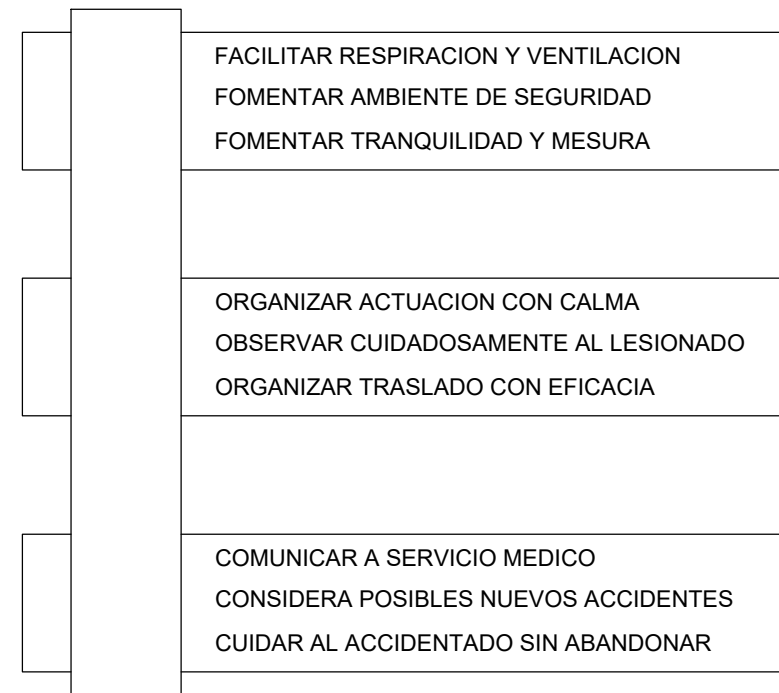 FACILITAR RESPIRACION Y VENTILACION
FOMENTAR AMBIENTE DE SEGURIDAD
FOMENTAR TRANQUILIDAD Y MESURA
ORGANIZAR ACTUACION CON CALMA
OBSERVAR CUIDADOSAMENTE AL LESIONADO
ORGANIZAR TRASLADO CON EFICACIA
COMUNICAR A SERVICIO MEDICO
CONSIDERA POSIBLES NUEVOS ACCIDENTES
CUIDAR AL ACCIDENTADO SIN ABANDONAR